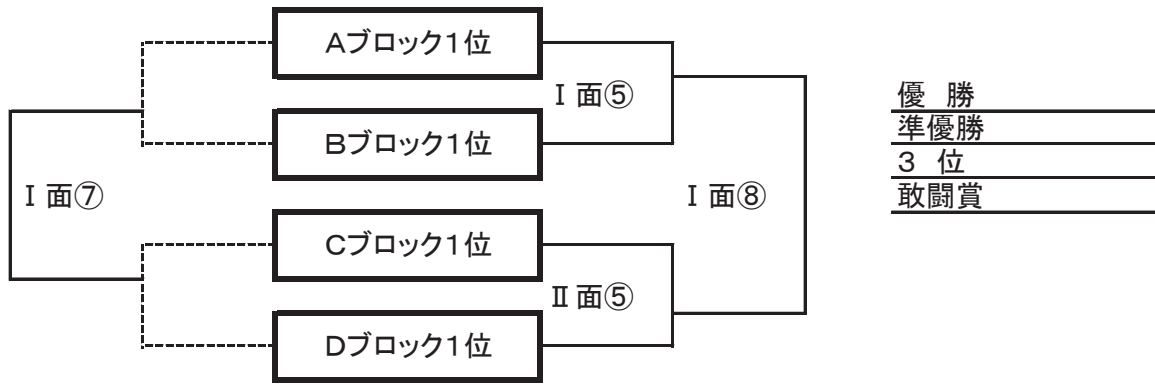 Aブロック1位
Ⅰ面⑤
優 勝
準優勝
Bブロック1位
3 位
Ⅰ面⑦
Ⅰ面⑧
敢闘賞
Cブロック1位
Ⅱ面⑤
Dブロック1位